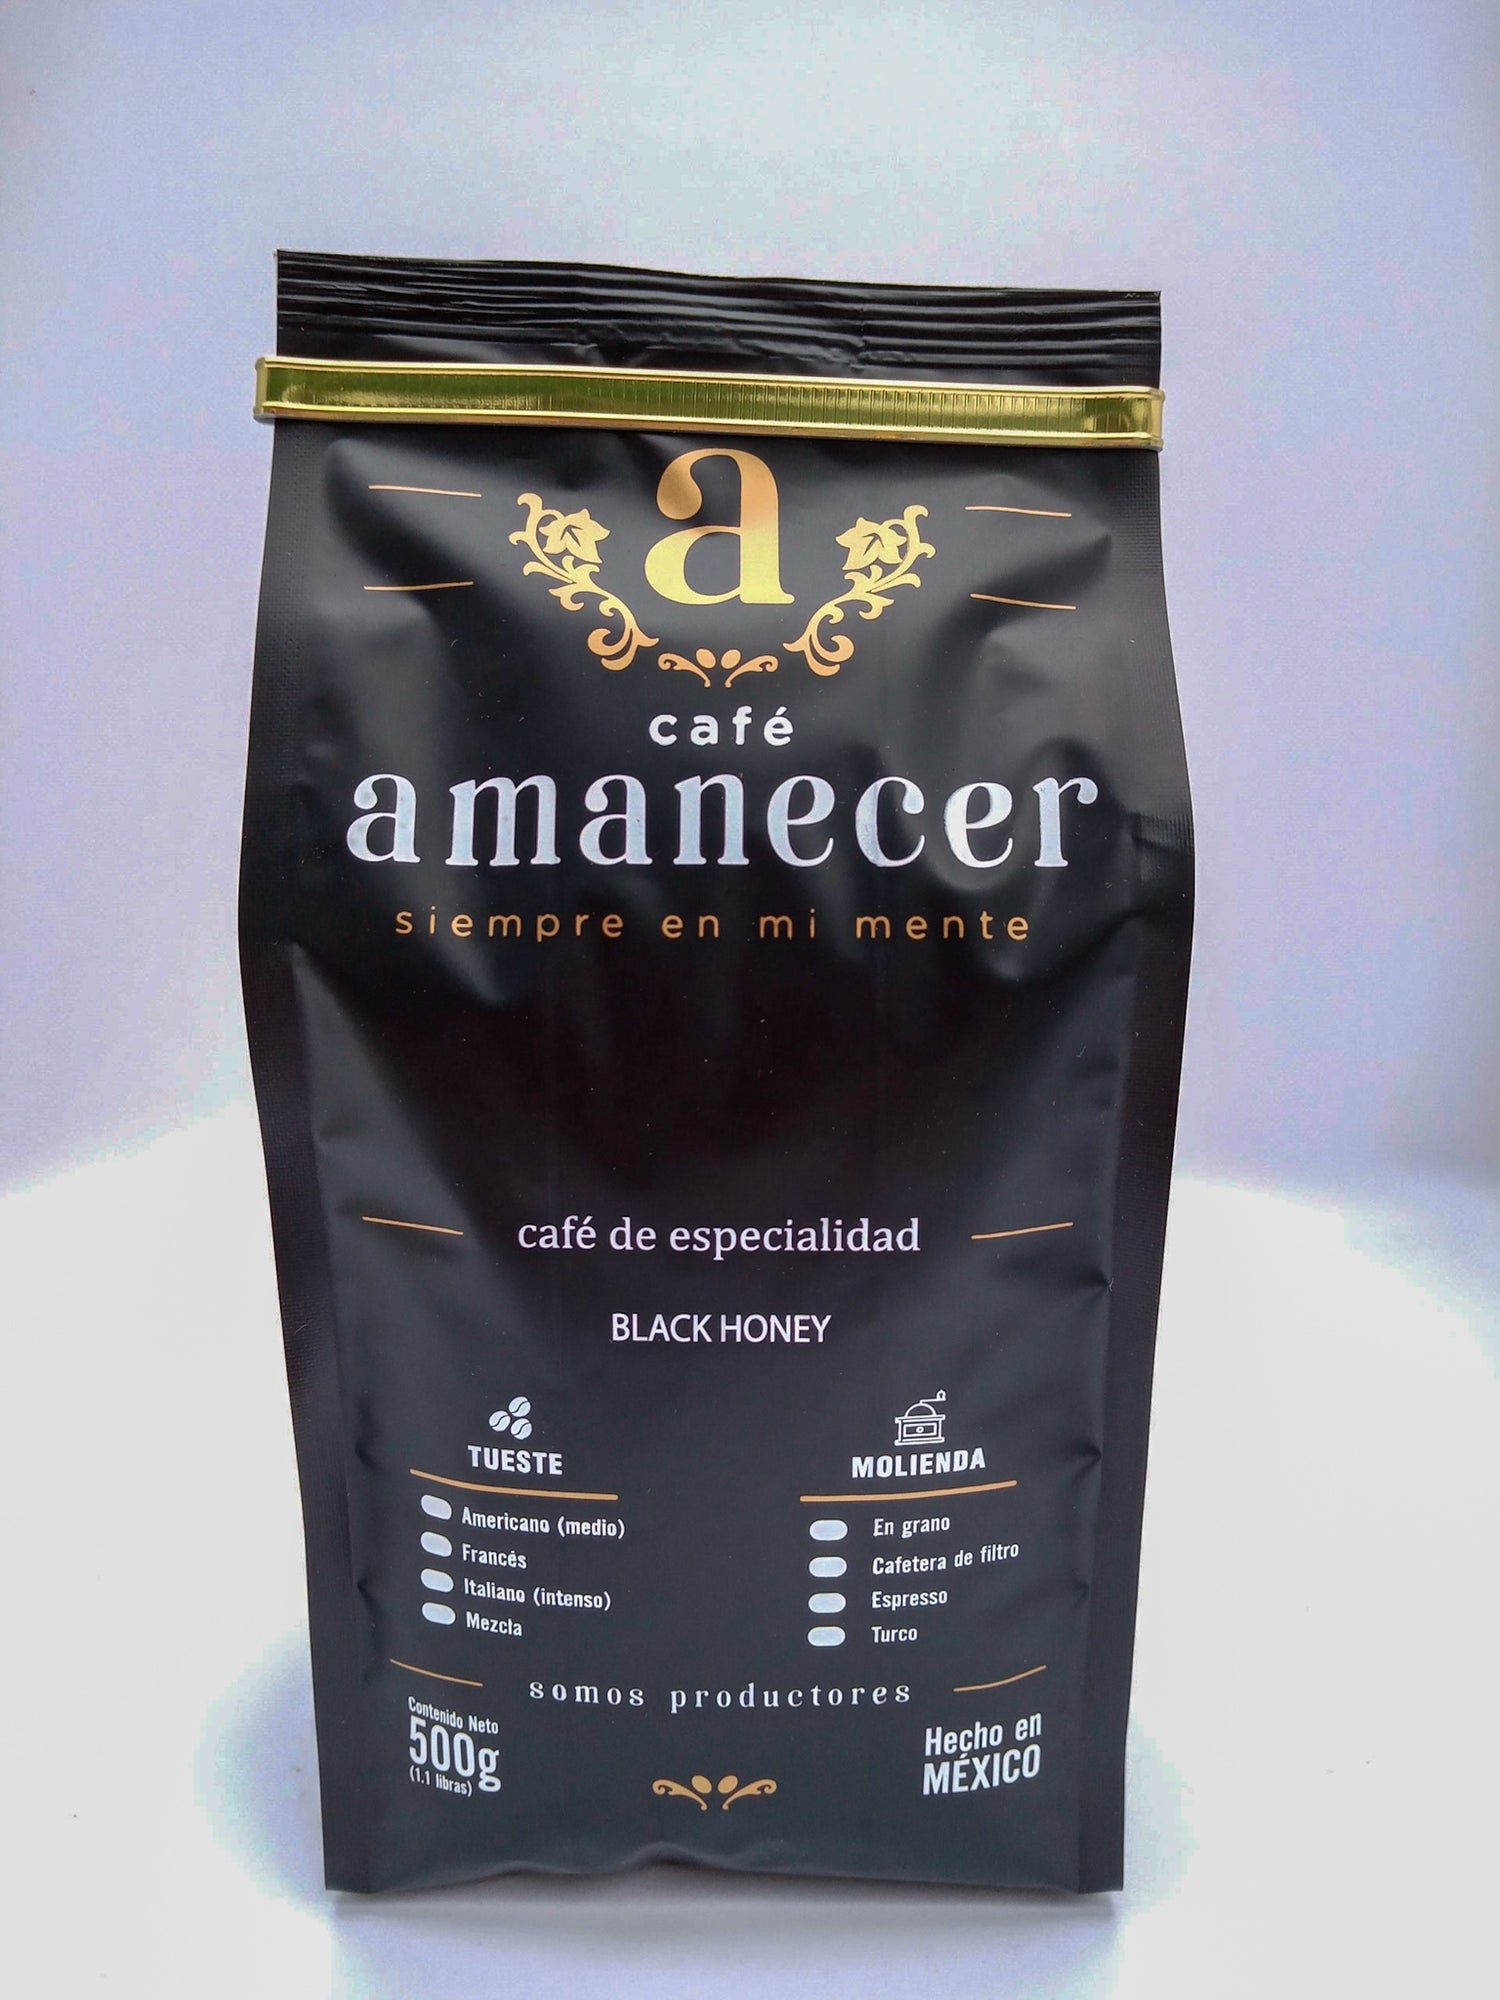 a
café
amanecer
siempre en mi mente
café de especialidad
BLACK HONEY
TUESTE
Americano (medio)
Francés
Italiano (intenso)
Mezcla
MOLIENDA
En grano
Cafetera de filtro
Espresso
Turco
somos productores
Contenido Neto
500g
(1.1 libras)
Hecho en
MÉXICO